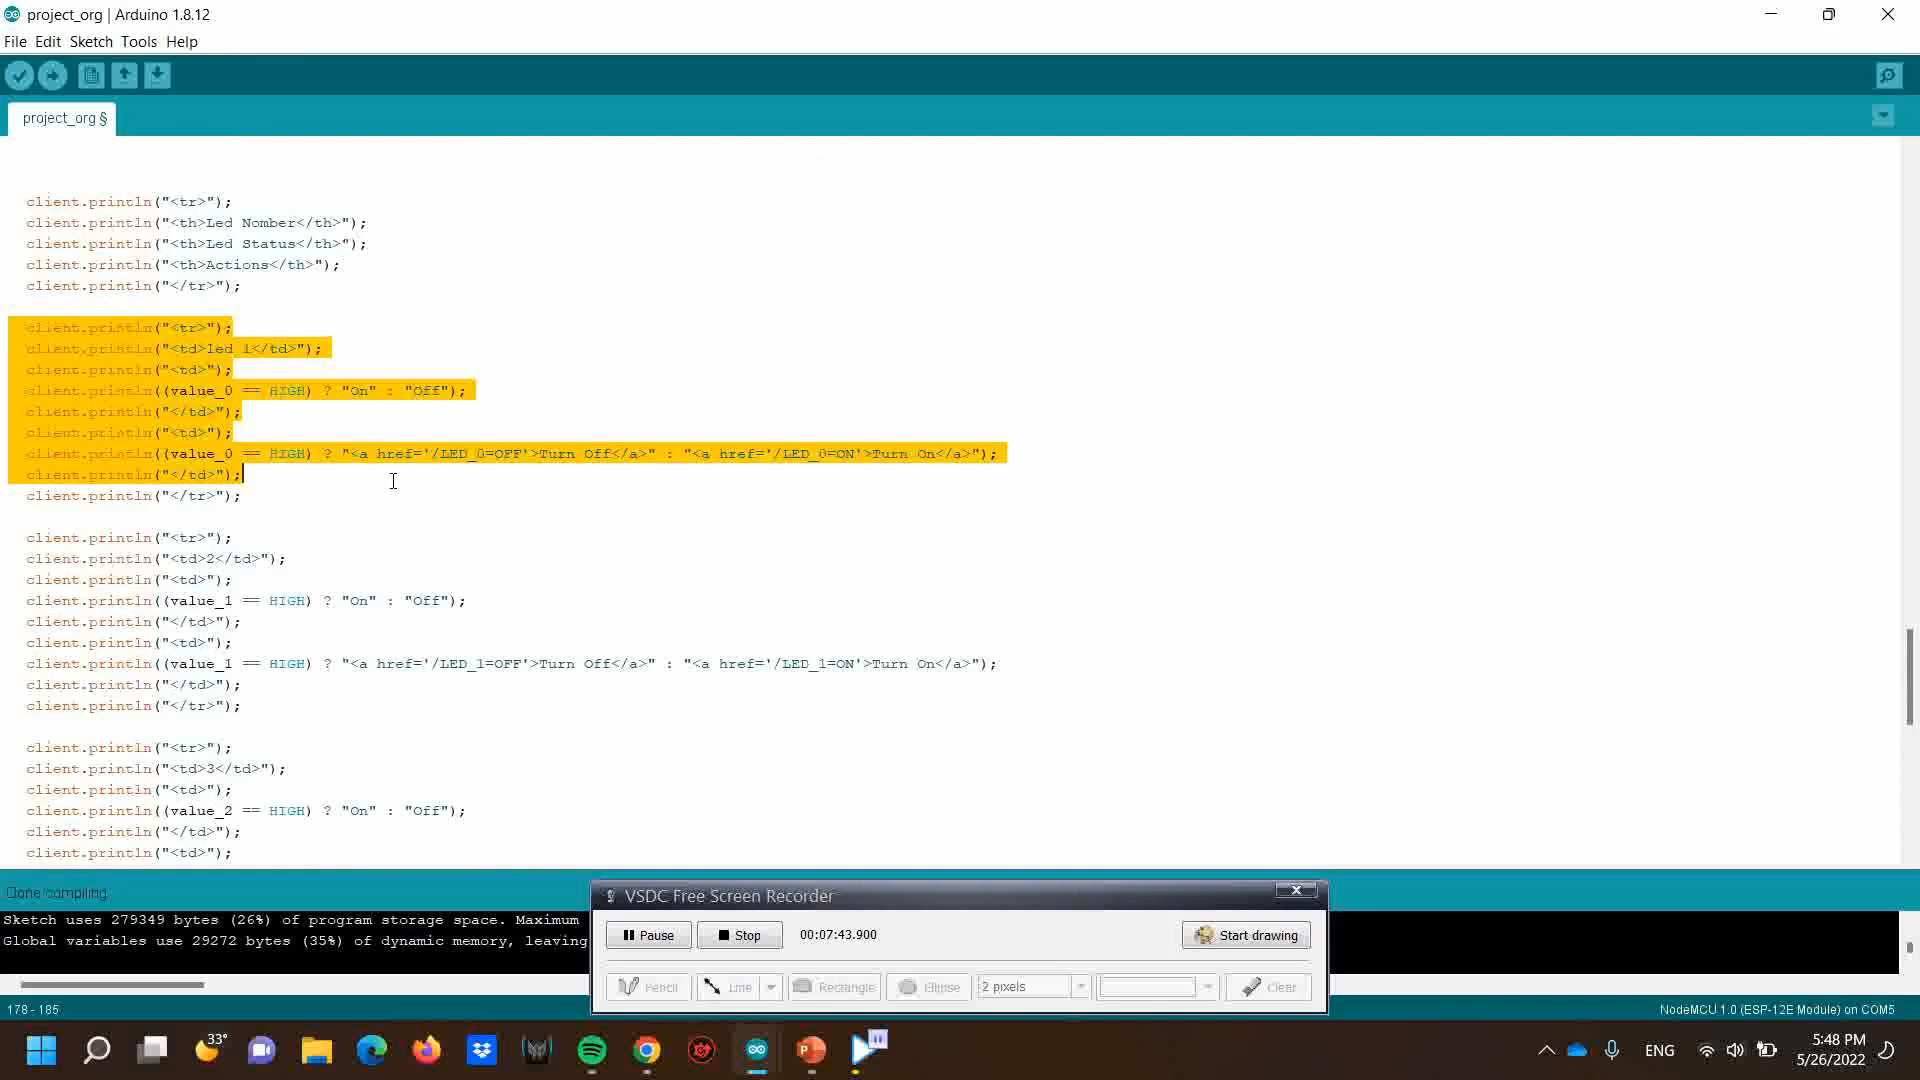 project_org | Arduino 1.8.12
File Edit Sketch Tools Help
project_org §
client.println("<tr>");
client.println("<th>Led Nomber</th>");
client.println("<th>Led Status</th>");
client.println("<th>Actions</th>");
client.println("</tr>");
client.println("<tr>");
client.println("<td>led 1</td>");
client.println("<td>");
client.println((value_0 == HIGH) ? "On" : "Off");
client.println("</td>");
client.println("<td>");
client.println((value_0 == HIGH) ? "<a href='/LED_0=OFF'>Turn Off</a>" : "<a href='/LED_0=ON'>Turn On</a>");
client.println("</td>");
client.println("</tr>");
client.println("<tr>");
client.println("<td>2</td>");
client.println("<td>");
client.println((value_1 == HIGH) ? "On" : "Off");
client.println("</td>");
client.println("<td>");
client.println((value_1 == HIGH) ? "<a href='/LED_1=OFF'>Turn Off</a>" : "<a href='/LED_1=ON'>Turn On</a>");
client.println("</td>");
client.println("</tr>");
client.println("<tr>");
client.println("<td>3</td>");
client.println("<td>");
client.println((value_2 == HIGH) ? "On" : "Off");
client.println("</td>");
client.println("<td>");
Done compiling.
Sketch uses 279349 bytes (26%) of program storage space. Maximum
Global variables use 29272 bytes (35%) of dynamic memory, leaving
VSDC Free Screen Recorder
Pause Stop 00:07:43.900 Start drawing
Pencil Line Rectangle Ellipse 2 pixels Clear
178 - 185
NodeMCU 1.0 (ESP-12E Module) on COM5
33°
ENG
5:48 PM
5/26/2022